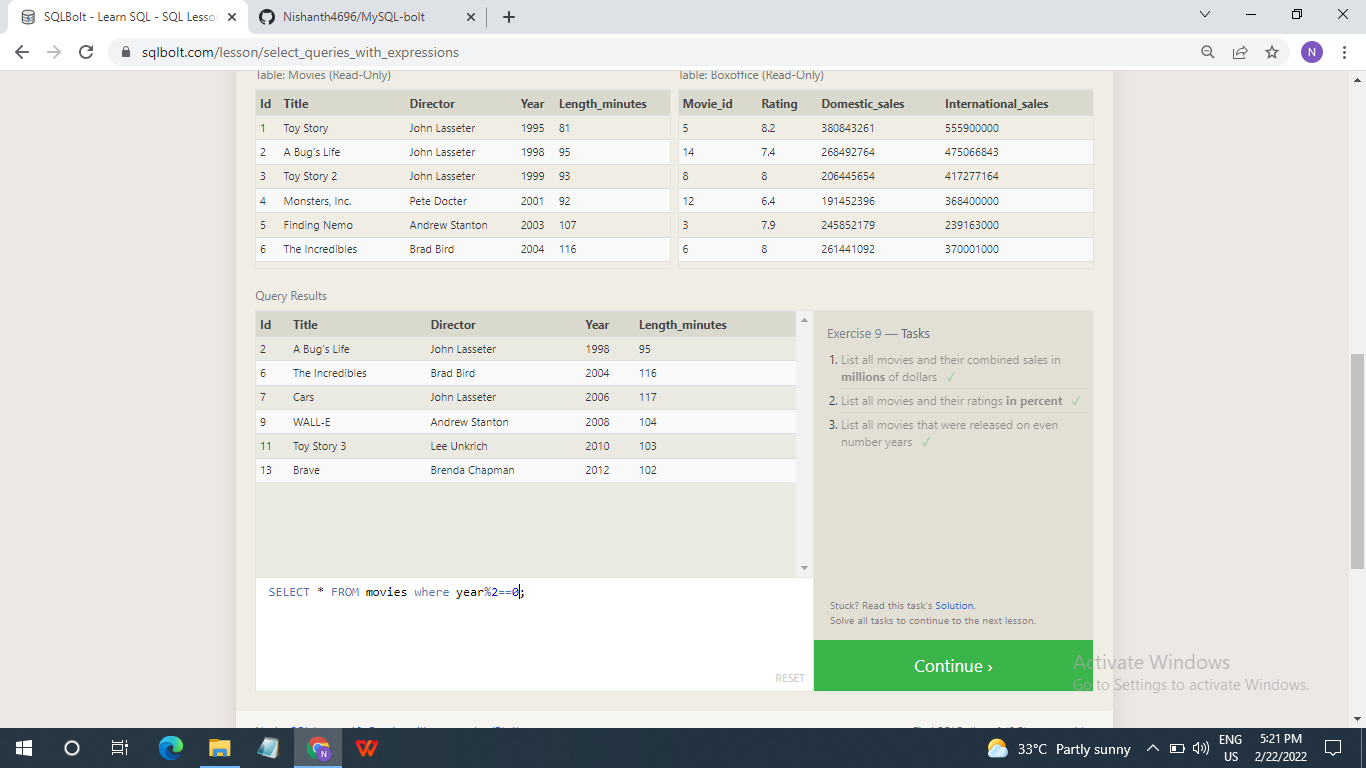 SQLBolt - Learn SQL - SQL Lesso
Nishanth4696/MySQL-bolt
sqlbolt.com/lesson/select_queries_with_expressions
N
Table: Movies (Read-Only) Table: Boxoffice (Read-Only)
Id Title Director Year Length_minutes Movie_id Rating Domestic_sales International_sales
1 Toy Story John Lasseter 1995 81 5 8.2 380843261 555900000
2 A Bug's Life John Lasseter 1998 95 14 7.4 268492764 475066843
3 Toy Story 2 John Lasseter 1999 93 8 8 206445654 417277164
4 Monsters, Inc. Pete Docter 2001 92 12 6.4 191452396 368400000
5 Finding Nemo Andrew Stanton 2003 107 3 7.9 245852179 239163000
6 The Incredibles Brad Bird 2004 116 6 8 261441092 370001000
Query Results
Id Title Director Year Length_minutes
2 A Bug's Life John Lasseter 1998 95
6 The Incredibles Brad Bird 2004 116
7 Cars John Lasseter 2006 117
9 WALL-E Andrew Stanton 2008 104
11 Toy Story 3 Lee Unkrich 2010 103
13 Brave Brenda Chapman 2012 102
Exercise 9 — Tasks
1. List all movies and their combined sales in
millions of dollars ✓
2. List all movies and their ratings in percent ✓
3. List all movies that were released on even
number years ✓
SELECT * FROM movies where year%2==0;
RESET
Stuck? Read this task's Solution.
Solve all tasks to continue to the next lesson.
Continue ›
Activate Windows
Go to Settings to activate Windows.
33°C Partly sunny
ENG
US
5:21 PM
2/22/2022